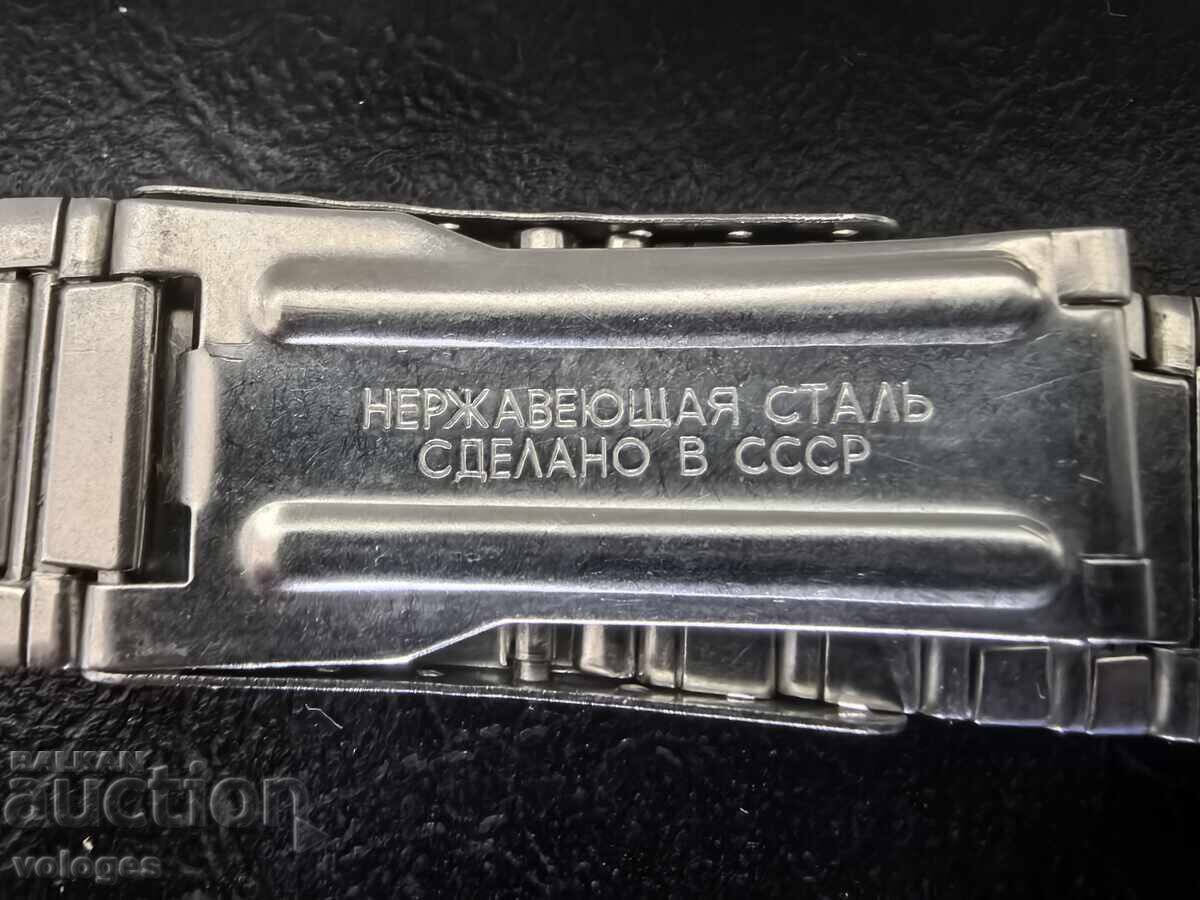 НЕРЖАВЕЮЩАЯ СТАЛЬ
СДЕЛАНО В СССР
BALKAN
auction
vologes